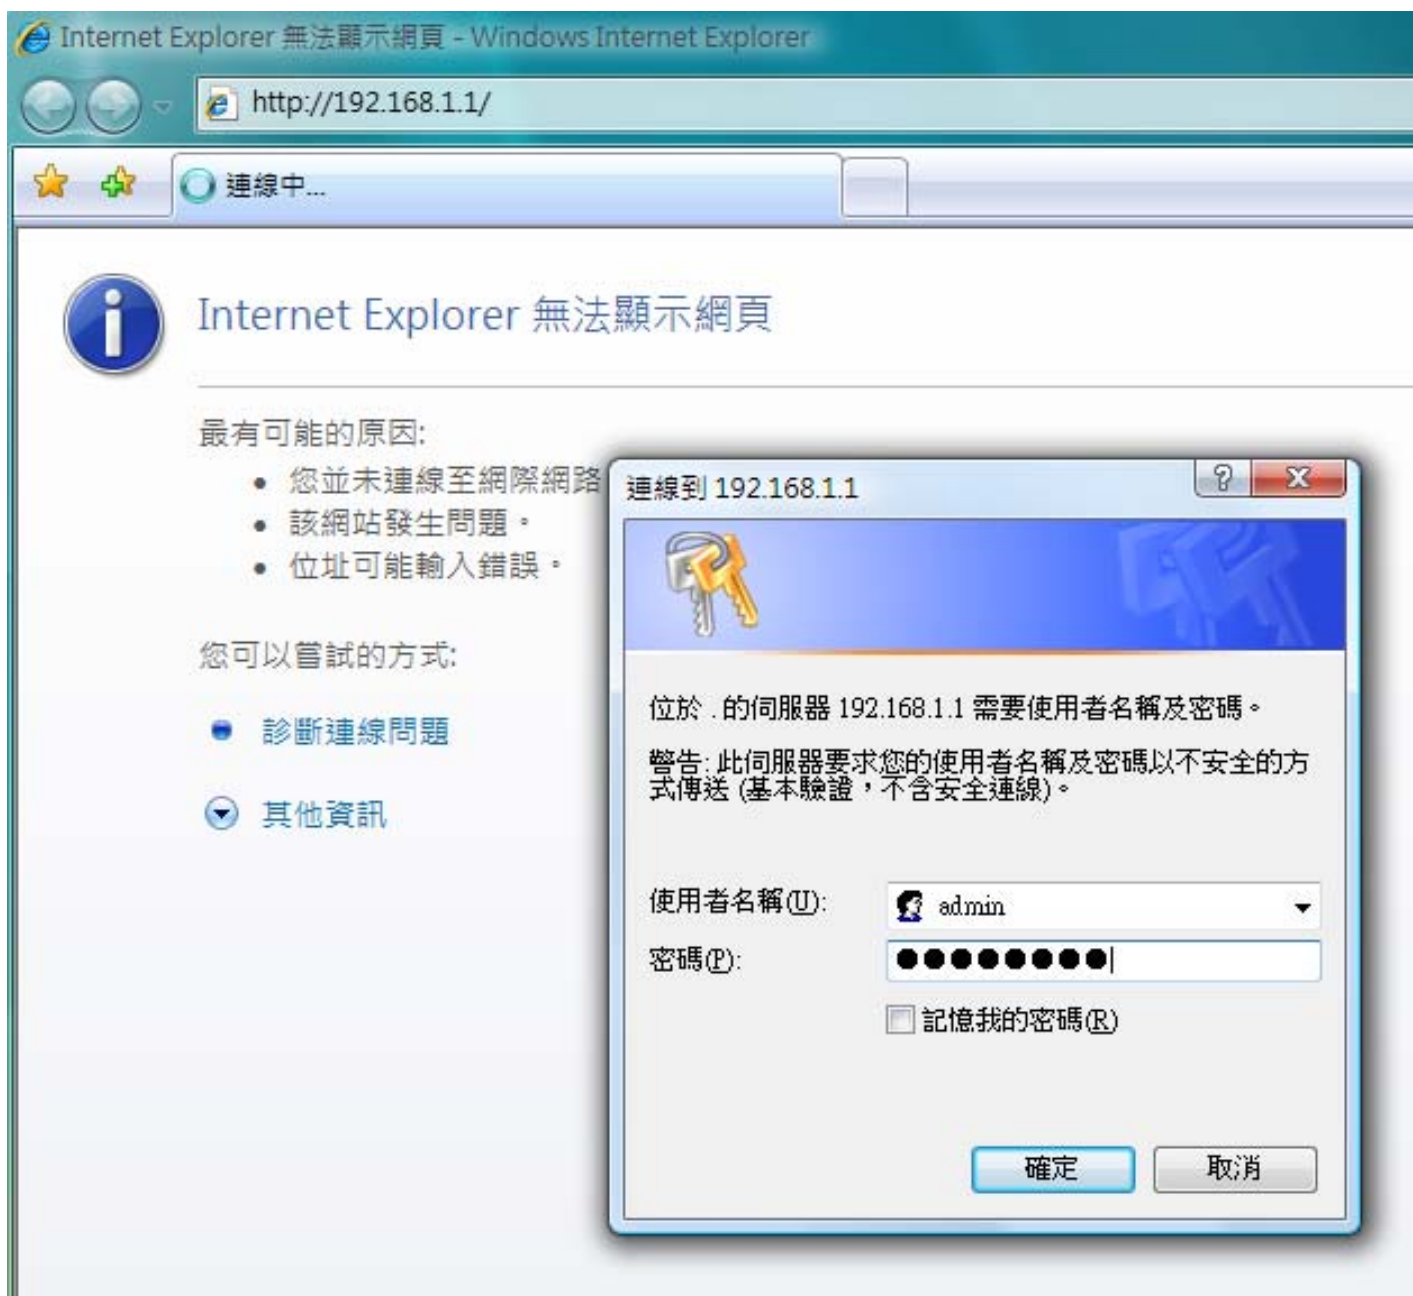 Internet Explorer 無法顯示網頁 - Windows Internet Explorer
http://192.168.1.1/
連線中...
Internet Explorer 無法顯示網頁
最有可能的原因:
• 您並未連線至網際網路
• 該網站發生問題。
• 位址可能輸入錯誤。
您可以嘗試的方式:
診斷連線問題
其他資訊
連線到 192.168.1.1
位於 . 的伺服器 192.168.1.1 需要使用者名稱及密碼。
警告: 此伺服器要求您的使用者名稱及密碼以不安全的方
式傳送 (基本驗證，不含安全連線)。
使用者名稱(U):
admin
密碼(P):
●●●●●●●●
記憶我的密碼(R)
確定
取消